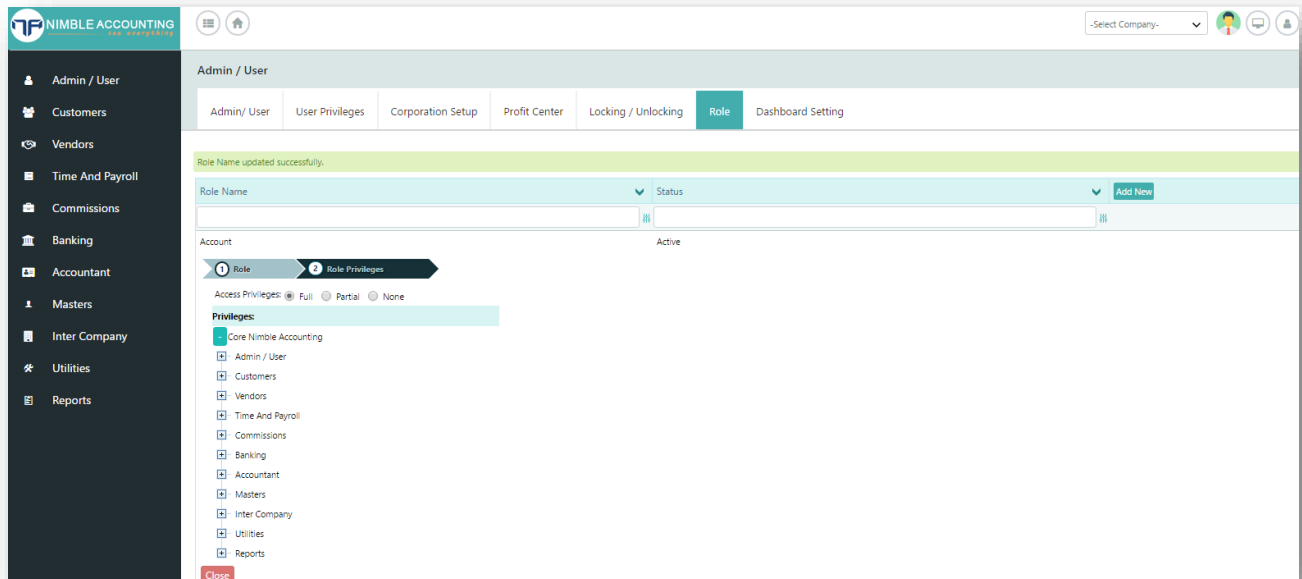 NIMBLE ACCOUNTING
see everything
-Select Company-
Admin / User
Customers
Vendors
Time And Payroll
Commissions
Banking
Accountant
Masters
Inter Company
Utilities
Reports
Admin / User
Admin/ User User Privileges Corporation Setup Profit Center Locking / Unlocking Role Dashboard Setting
Role Name updated successfully.
Role Name Status Add New
Account Active
1 Role 2 Role Privileges
Access Privileges: Full Partial None
Privileges:
- Core Nimble Accounting
+ Admin / User
+ Customers
+ Vendors
+ Time And Payroll
+ Commissions
+ Banking
+ Accountant
+ Masters
+ Inter Company
+ Utilities
+ Reports
Close